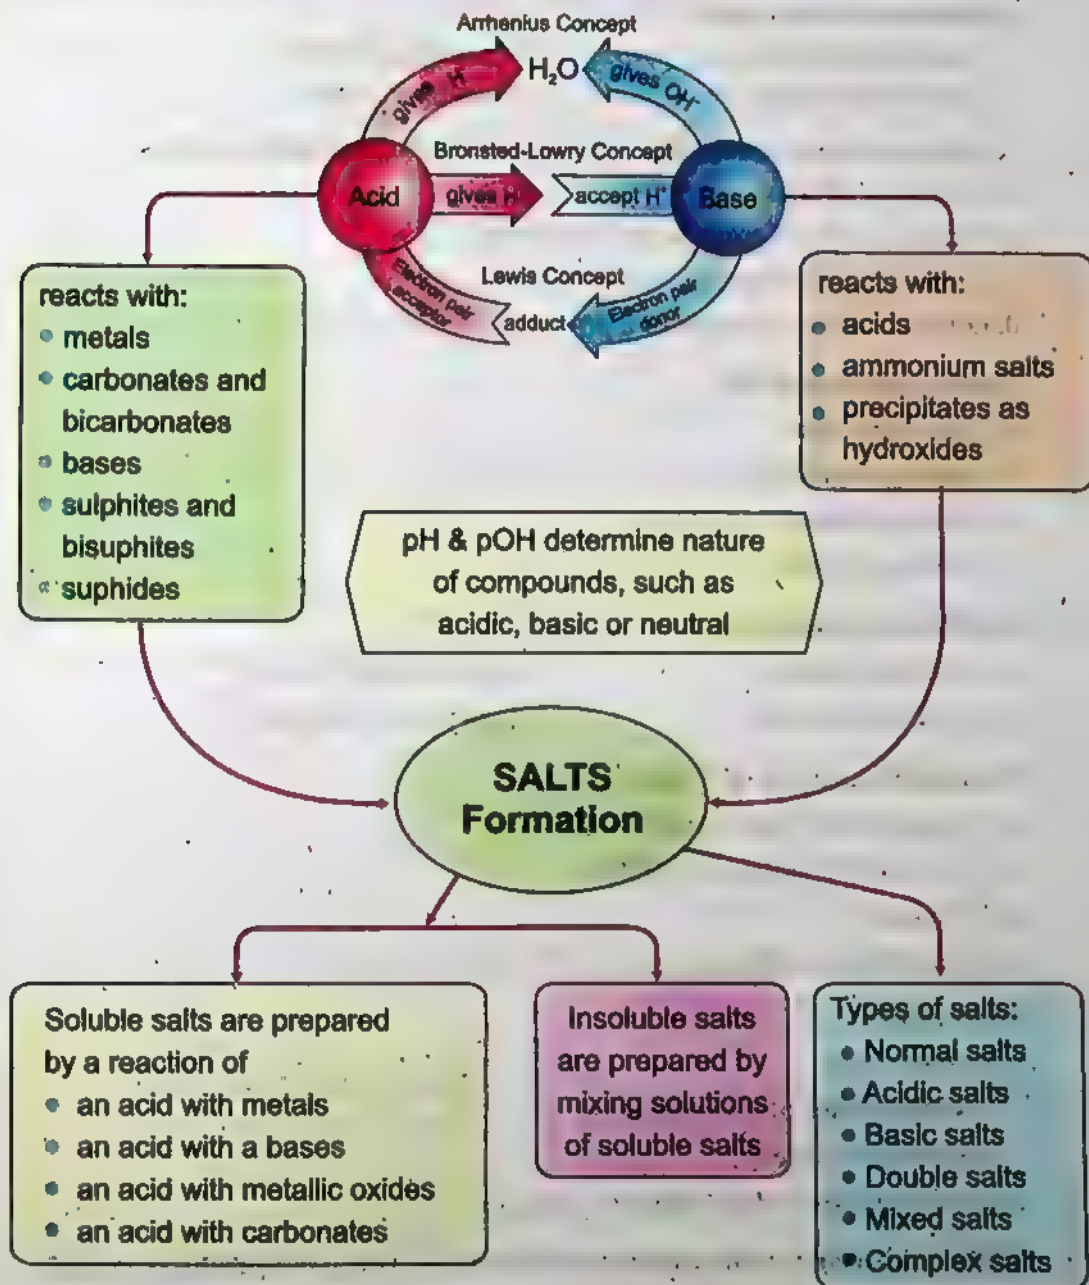 Arrhenius Concept
gives H
H₂O
gives OH⁻
Bronsted-Lowry Concept
Acid
gives H
accept H⁺
Base
Lewis Concept
Electron pair
acceptor
adduct
Electron pair
donor
reacts with:
• metals
• carbonates and
bicarbonates
• bases
• sulphites and
bisuphites
• suphides
reacts with:
• acids
• ammonium salts
• precipitates as
hydroxides
pH & pOH determine nature
of compounds, such as
acidic, basic or neutral
SALTS
Formation
Soluble salts are prepared
by a reaction of
• an acid with metals
• an acid with a bases
• an acid with metallic oxides
• an acid with carbonates
Insoluble salts
are prepared by
mixing solutions
of soluble salts
Types of salts:
• Normal salts
• Acidic salts
• Basic salts
• Double salts
• Mixed salts
• Complex salts